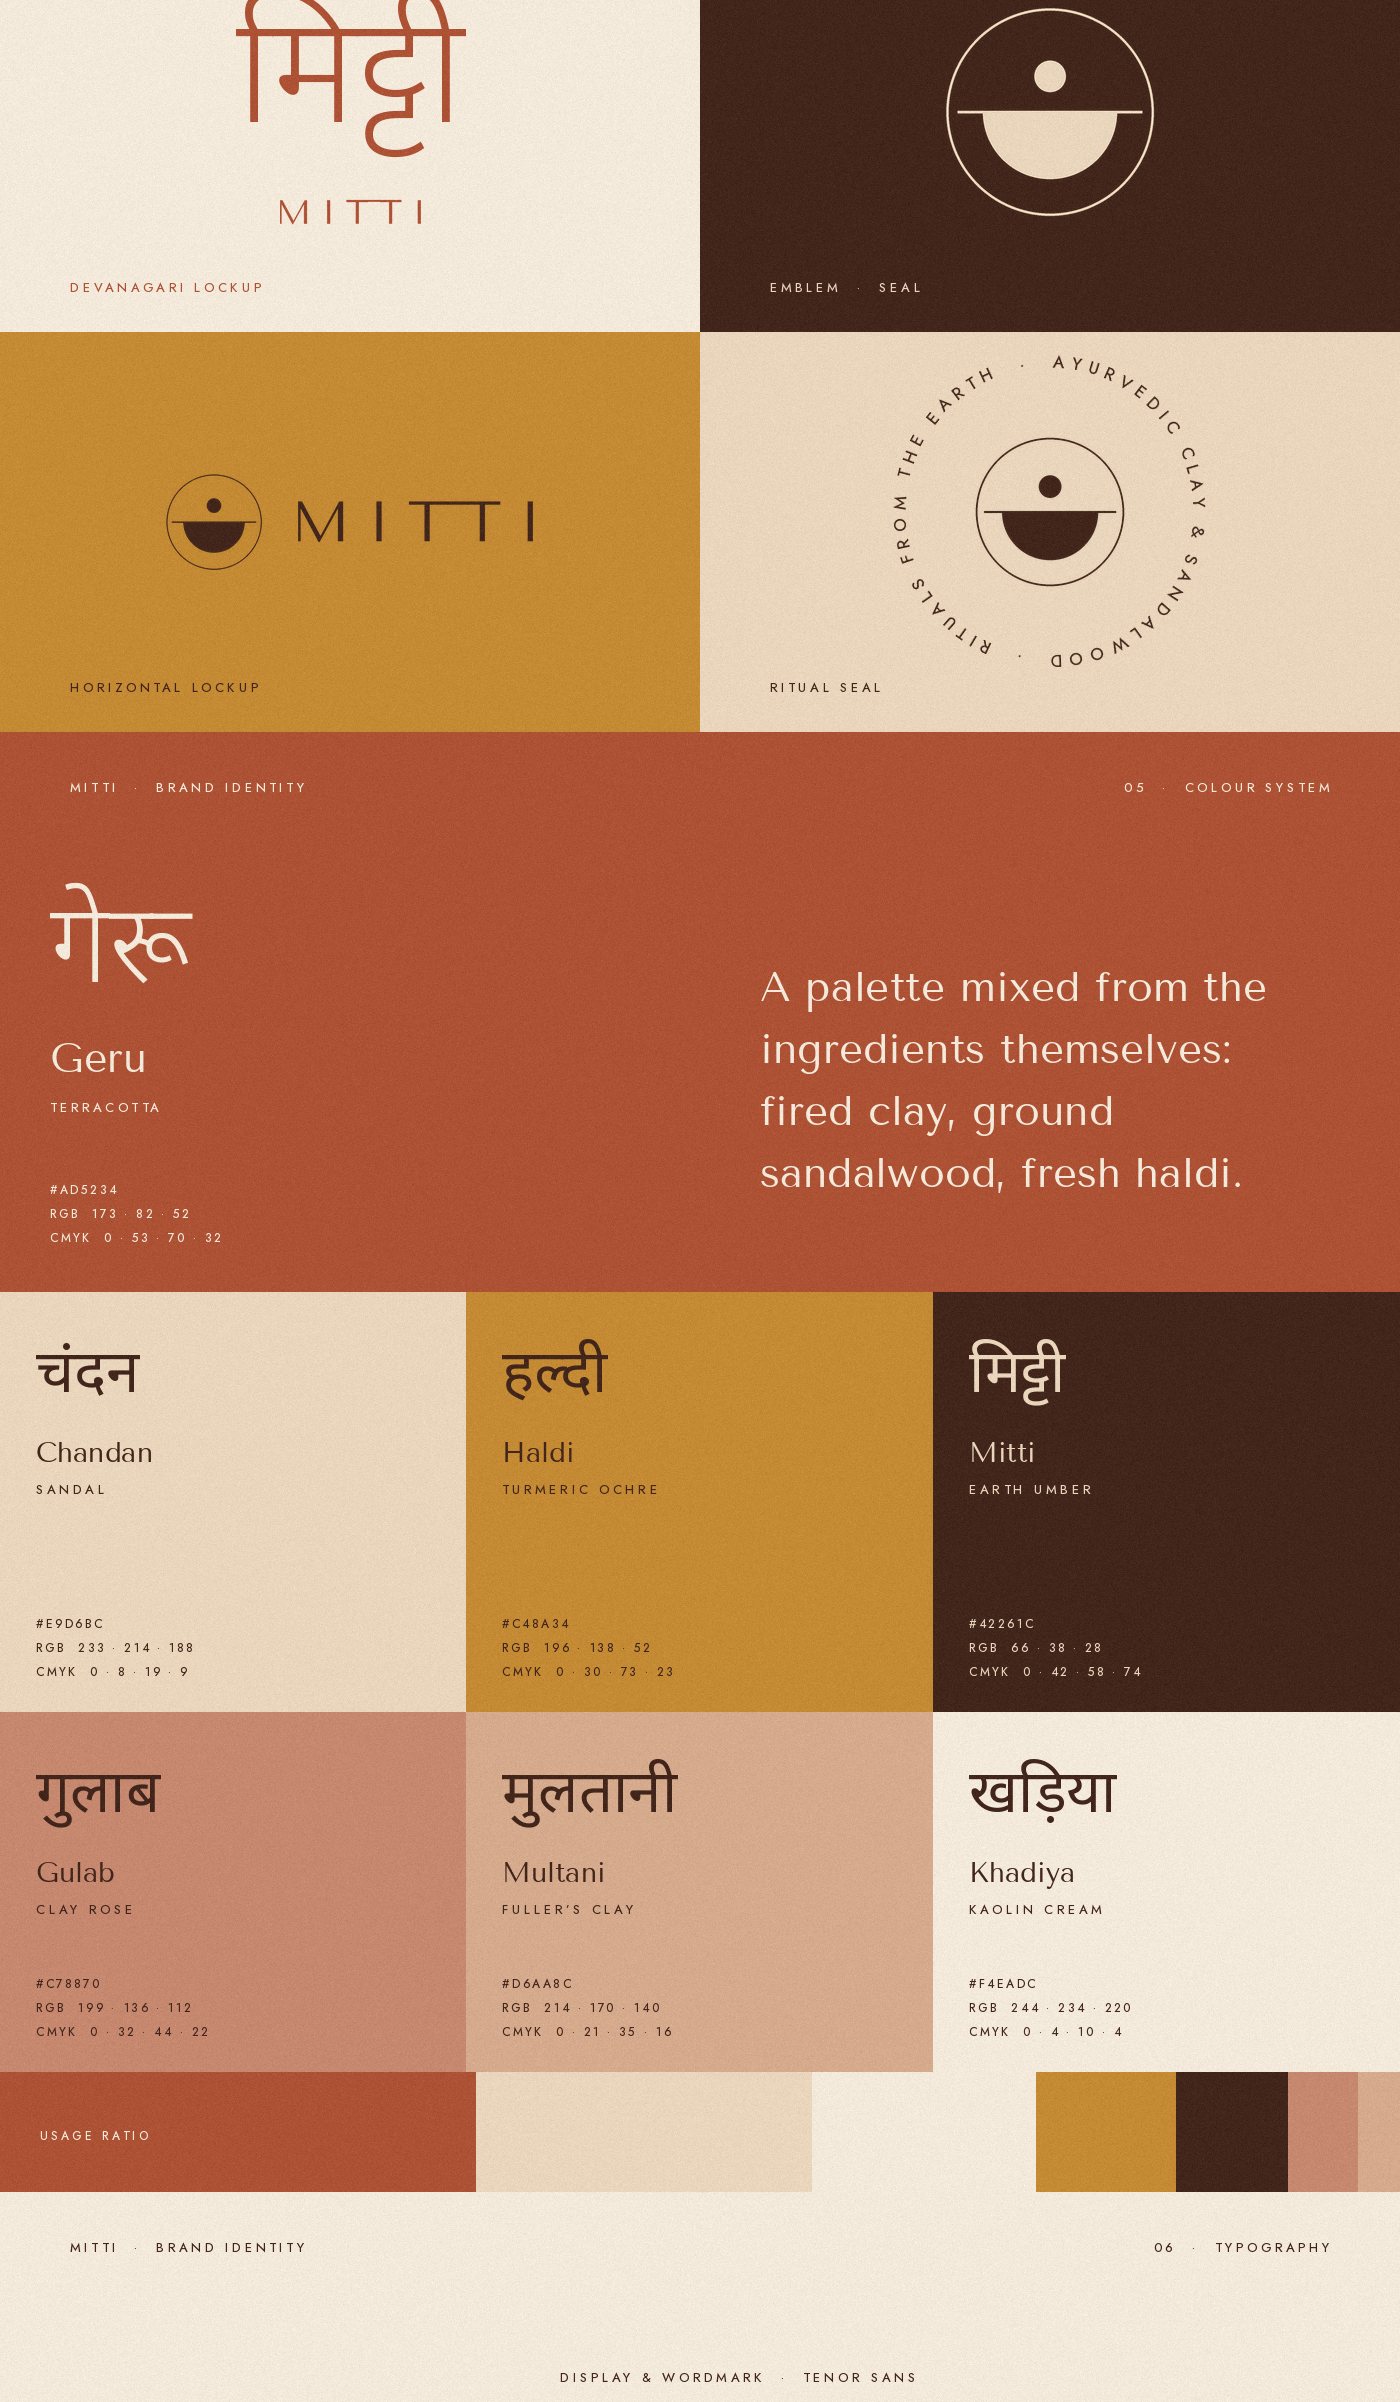 मिट्टी
MITTI
DEVANAGARI LOCKUP
EMBLEM · SEAL
MITTI
HORIZONTAL LOCKUP
AYURVEDIC CLAY & SANDALWOOD · RITUALS FROM THE EARTH ·
RITUAL SEAL
MITTI · BRAND IDENTITY
05 · COLOUR SYSTEM
गेरू
Geru
TERRACOTTA
#AD5234
RGB 173 · 82 · 52
CMYK 0 · 53 · 70 · 32
A palette mixed from the
ingredients themselves:
fired clay, ground
sandalwood, fresh haldi.
चंदन
Chandan
SANDAL
#E9D6BC
RGB 233 · 214 · 188
CMYK 0 · 8 · 19 · 9
हल्दी
Haldi
TURMERIC OCHRE
#C48A34
RGB 196 · 138 · 52
CMYK 0 · 30 · 73 · 23
मिट्टी
Mitti
EARTH UMBER
#42261C
RGB 66 · 38 · 28
CMYK 0 · 42 · 58 · 74
गुलाब
Gulab
CLAY ROSE
#C78870
RGB 199 · 136 · 112
CMYK 0 · 32 · 44 · 22
मुलतानी
Multani
FULLER’S CLAY
#D6AA8C
RGB 214 · 170 · 140
CMYK 0 · 21 · 35 · 16
खड़िया
Khadiya
KAOLIN CREAM
#F4EADC
RGB 244 · 234 · 220
CMYK 0 · 4 · 10 · 4
USAGE RATIO
MITTI · BRAND IDENTITY
06 · TYPOGRAPHY
DISPLAY & WORDMARK · TENOR SANS